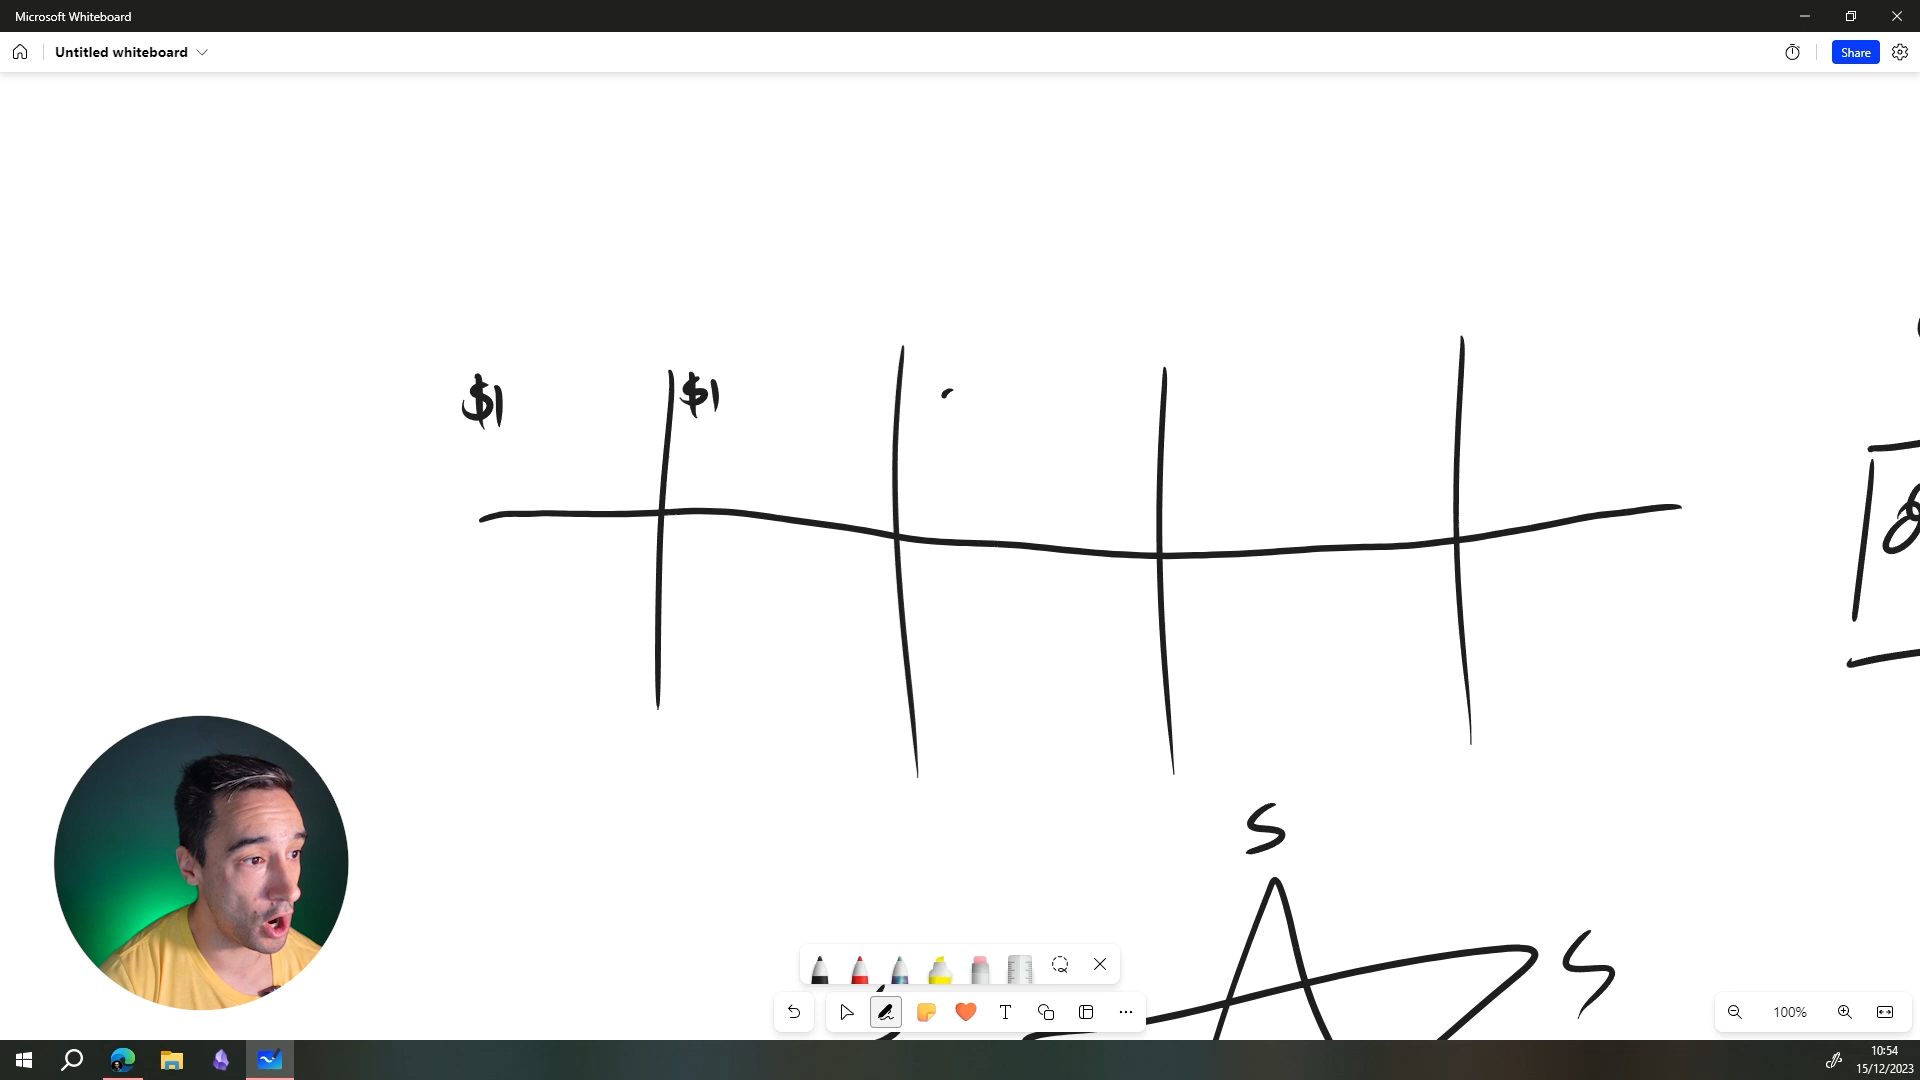 Microsoft Whiteboard
Untitled whiteboard
Share
$1 $1
S
S
T
100%
10:54
15/12/2023